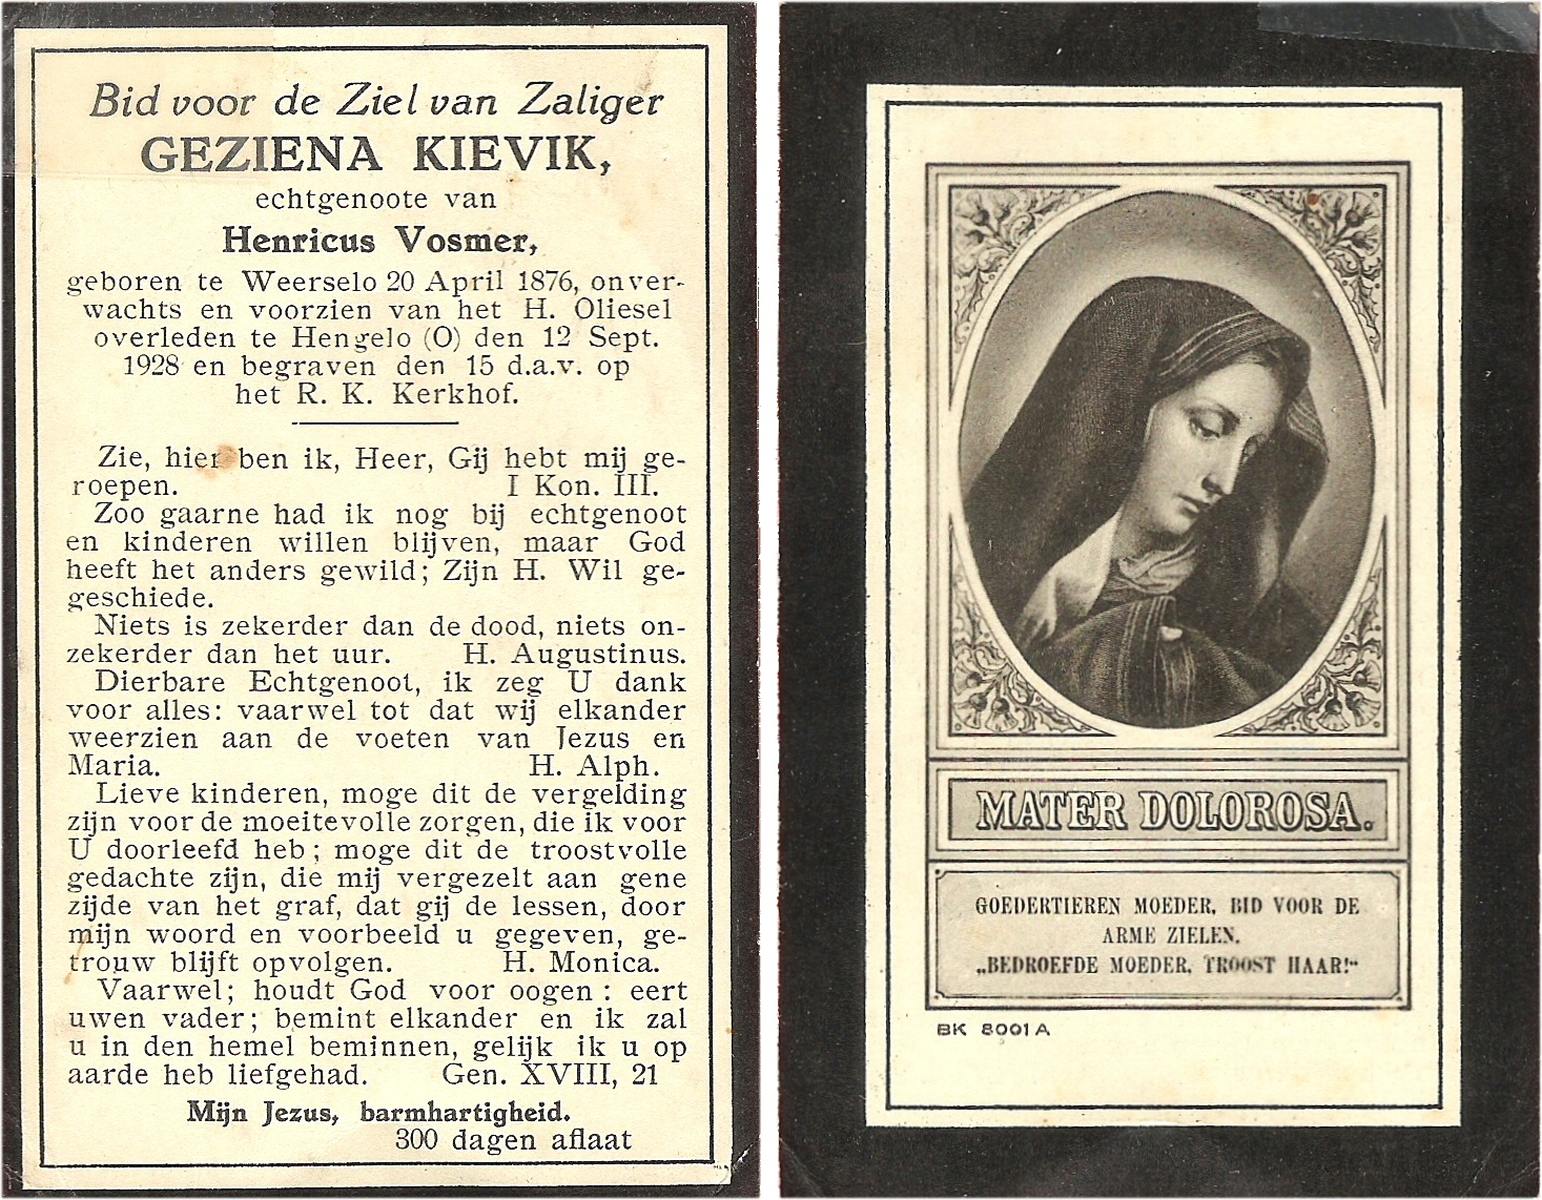 Bid voor de Ziel van Zaliger
GEZIENA KIEVIK,
echtgenoote van
Henricus Vosmer,
geboren te Weerselo 20 April 1876, onver-
wachts en voorzien van het H. Oliesel
overleden te Hengelo (O) den 12 Sept.
1928 en begraven den 15 d.a.v. op
het R. K. Kerkhof.
Zie, hier ben ik, Heer, Gij hebt mij ge-
roepen. I Kon. III.
Zoo gaarne had ik nog bij echtgenoot
en kinderen willen blijven, maar God
heeft het anders gewild; Zijn H. Wil ge-
geschiede.
Niets is zekerder dan de dood, niets on-
zekerder dan het uur. H. Augustinus.
Dierbare Echtgenoot, ik zeg U dank
voor alles: vaarwel tot dat wij elkander
weerzien aan de voeten van Jezus en
Maria. H. Alph.
Lieve kinderen, moge dit de vergelding
zijn voor de moeitevolle zorgen, die ik voor
U doorleefd heb; moge dit de troostvolle
gedachte zijn, die mij vergezelt aan gene
zijde van het graf, dat gij de lessen, door
mijn woord en voorbeeld u gegeven, ge-
trouw blijft opvolgen. H. Monica.
Vaarwel; houdt God voor oogen: eert
uwen vader; bemint elkander en ik zal
u in den hemel beminnen, gelijk ik u op
aarde heb liefgehad. Gen. XVIII, 21
Mijn Jezus, barmhartigheid.
300 dagen aflaat
MATER DOLOROSA.
GOEDERTIEREN MOEDER, BID VOOR DE
ARME ZIELEN.
„BEDROEFDE MOEDER, TROOST HAAR!"
BK 8001 A